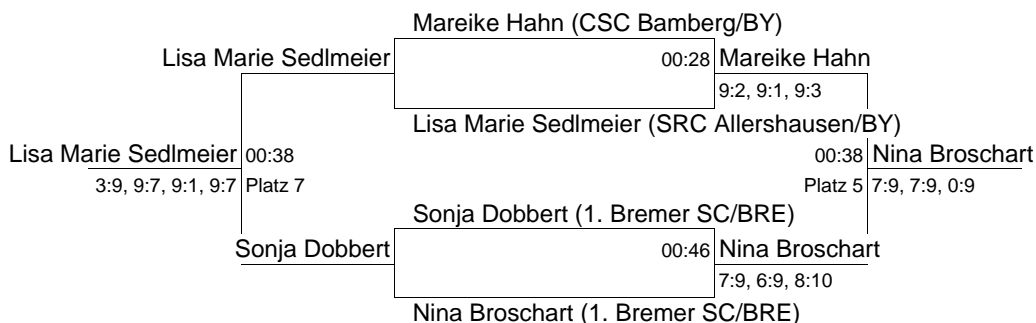 Mareike Hahn (CSC Bamberg/BY)
Lisa Marie Sedlmeier 00:28 Mareike Hahn
9:2, 9:1, 9:3
Lisa Marie Sedlmeier (SRC Allershausen/BY)
Lisa Marie Sedlmeier 00:38 00:38 Nina Broschart
3:9, 9:7, 9:1, 9:7 Platz 7 Platz 5 7:9, 7:9, 0:9
Sonja Dobbert (1. Bremer SC/BRE)
Sonja Dobbert 00:46 Nina Broschart
7:9, 6:9, 8:10
Nina Broschart (1. Bremer SC/BRE)